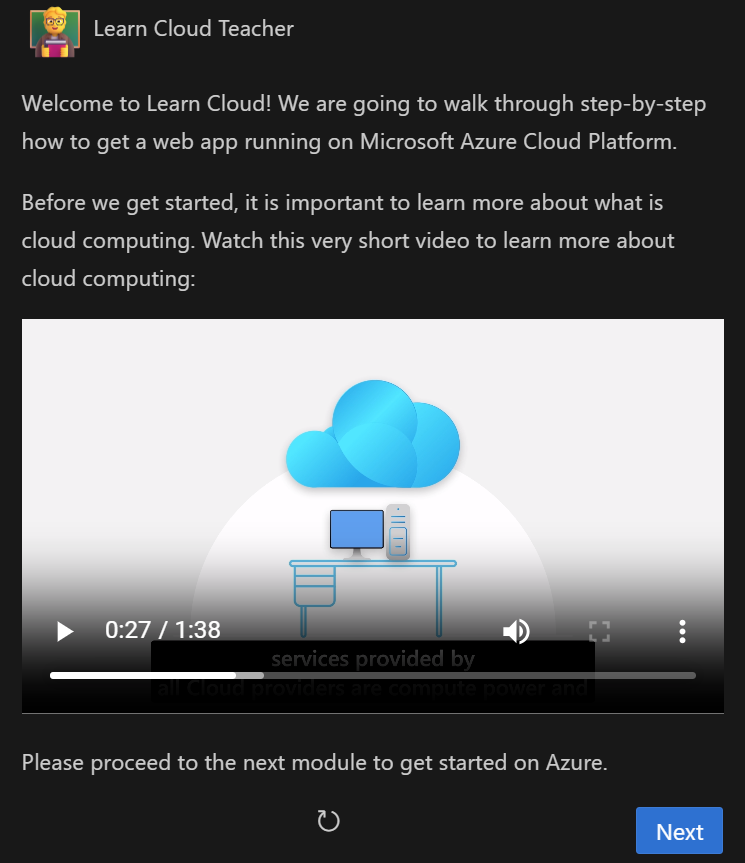 Learn Cloud Teacher
Welcome to Learn Cloud! We are going to walk through step-by-step
how to get a web app running on Microsoft Azure Cloud Platform.
Before we get started, it is important to learn more about what is
cloud computing. Watch this very short video to learn more about
cloud computing:
0:27 / 1:38
services provided by
all Cloud providers are compute power and
Please proceed to the next module to get started on Azure.
Next